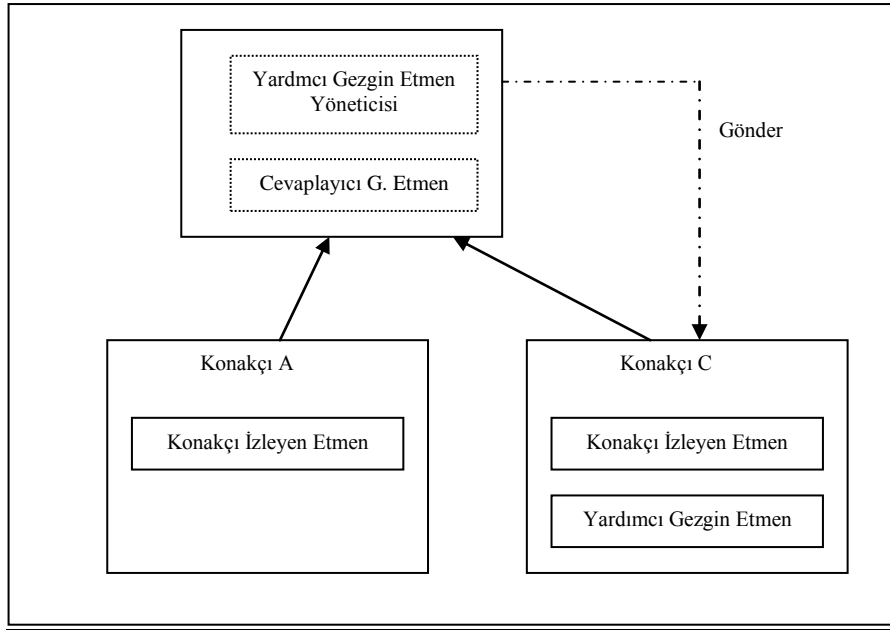 Yardmcı Gezgin Etmen
Yöneticisi
Gönder
Cevaplayıcı G. Etmen
Konakçı A
Konakçı İzleyen Etmen
Konakçı C
Konakçı İzleyen Etmen
Yardımcı Gezgin Etmen